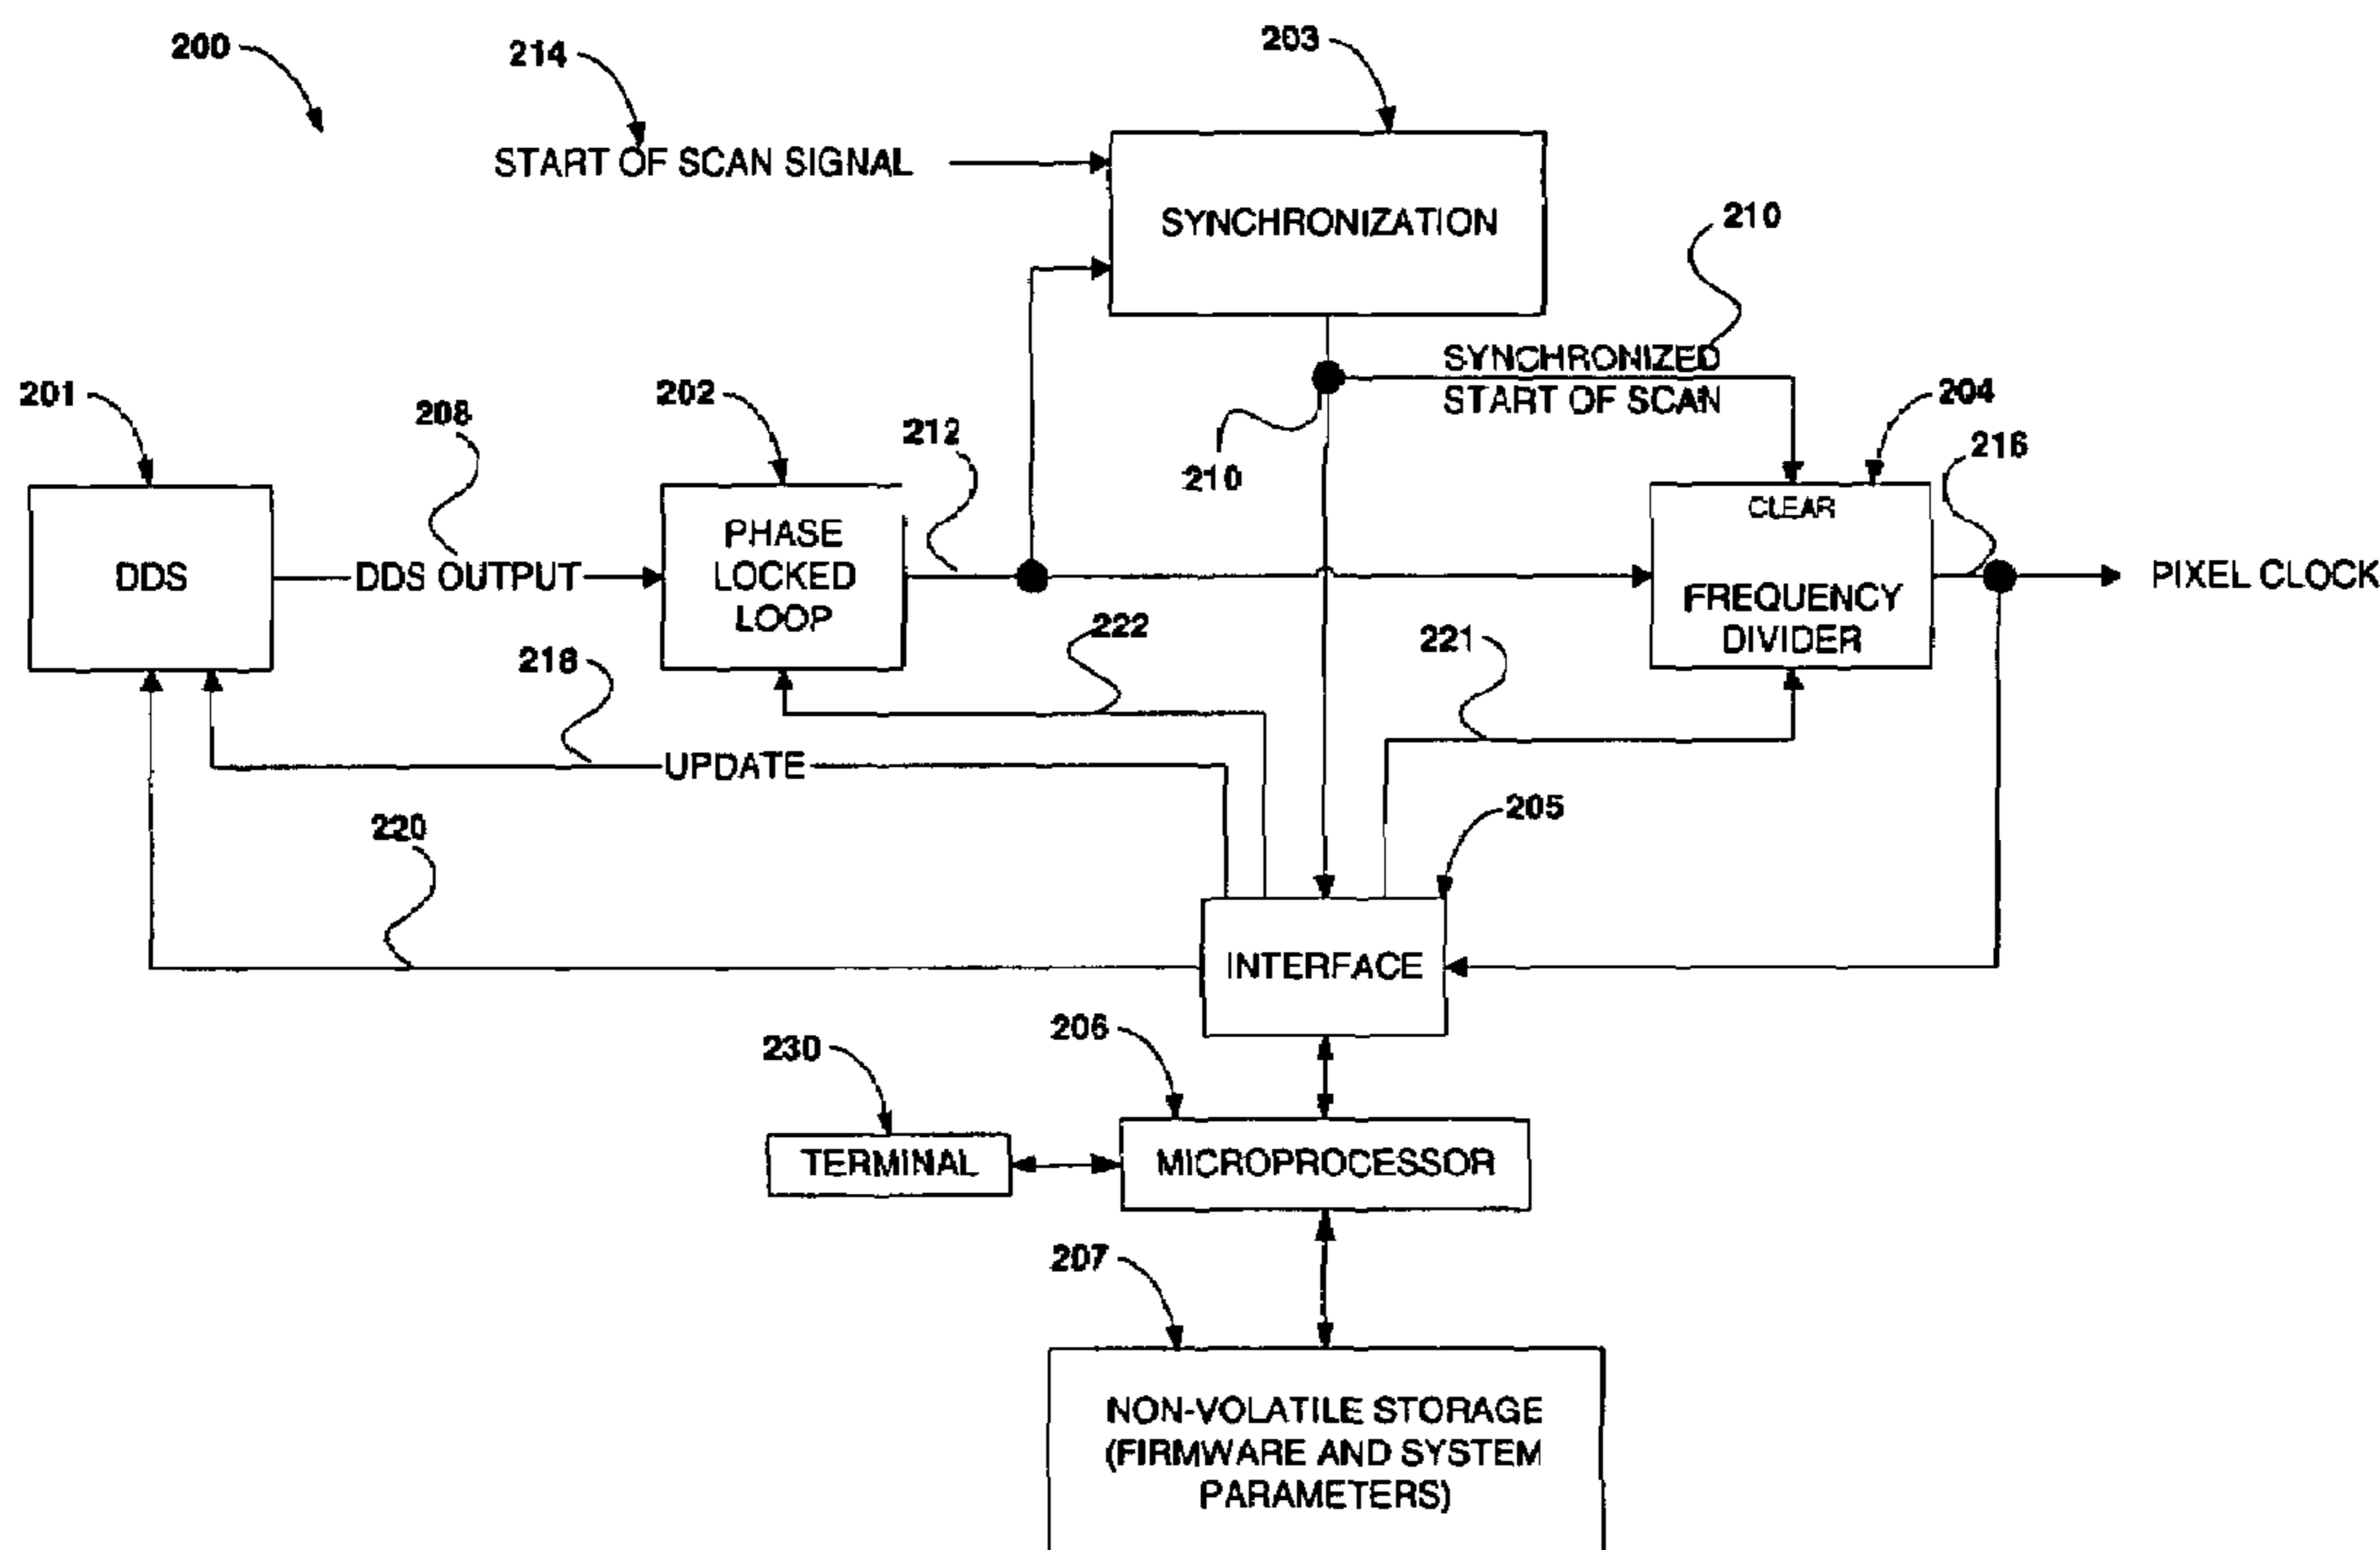 200
214
203
START OF SCAN SIGNAL
SYNCHRONIZATION
210
SYNCHRONIZED
START OF SCAN
201
208
202
212
210
204
216
DDS
DDS OUTPUT
PHASE
LOCKED
LOOP
CLEAR
FREQUENCY
DIVIDER
PIXEL CLOCK
218
222
221
UPDATE
220
205
INTERFACE
206
230
TERMINAL
MICROPROCESSOR
207
NON-VOLATILE STORAGE
(FIRMWARE AND SYSTEM
PARAMETERS)